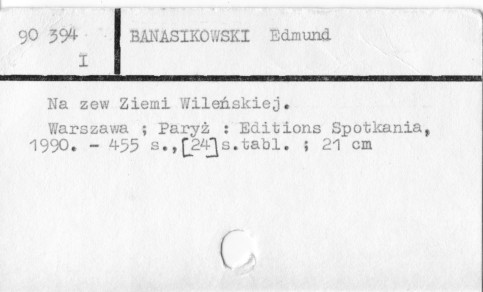 90 394 BANASIKOWSKI Edmund
I
Na zew Ziemi Wileńskiej.
Warszawa ; Paryż : Editions Spotkania,
1990. - 455 s.,[24]s.tabl. ; 21 cm